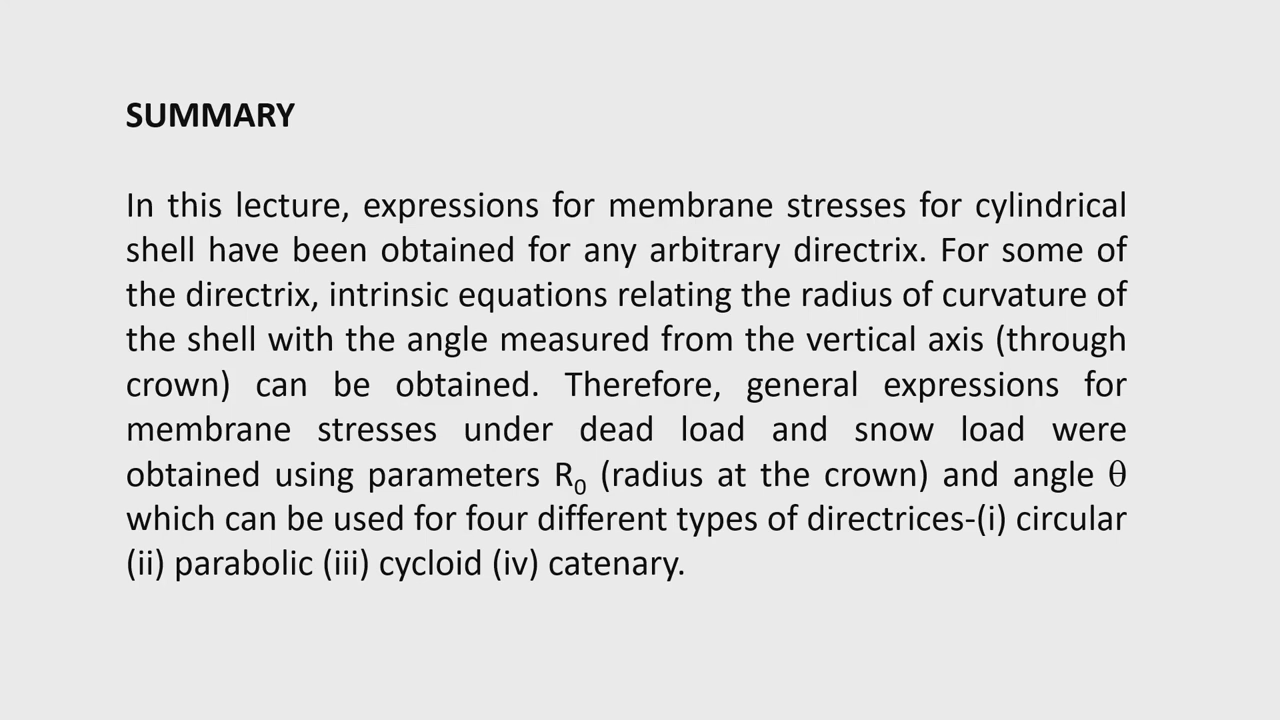 SUMMARY
In this lecture, expressions for membrane stresses for cylindrical
shell have been obtained for any arbitrary directrix. For some of
the directrix, intrinsic equations relating the radius of curvature of
the shell with the angle measured from the vertical axis (through
crown) can be obtained. Therefore, general expressions for
membrane stresses under dead load and snow load were
obtained using parameters R₀ (radius at the crown) and angle θ
which can be used for four different types of directrices-(i) circular
(ii) parabolic (iii) cycloid (iv) catenary.